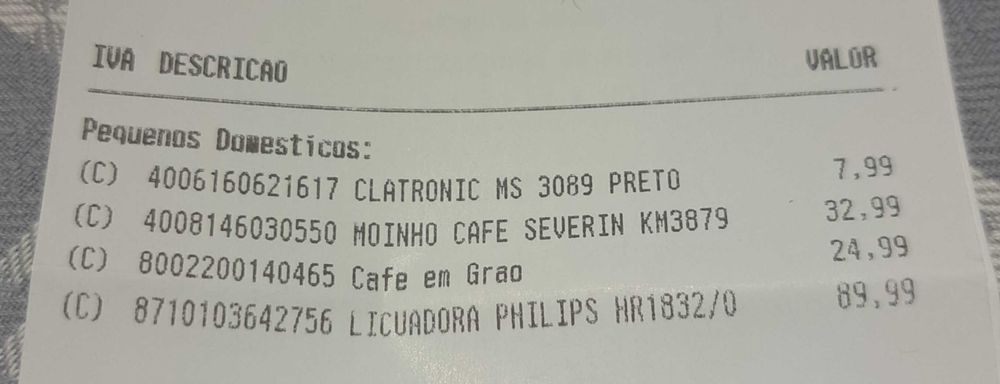 IVA DESCRICAO VALOR
Pequenos Domesticos:
(C) 4006160621617 CLATRONIC MS 3089 PRETO 7,99
(C) 4008146030550 MOINHO CAFE SEVERIN KM3879 32,99
(C) 8002200140465 Cafe em Grao 24,99
(C) 8710103642756 LICUADORA PHILIPS HR1832/0 89,99